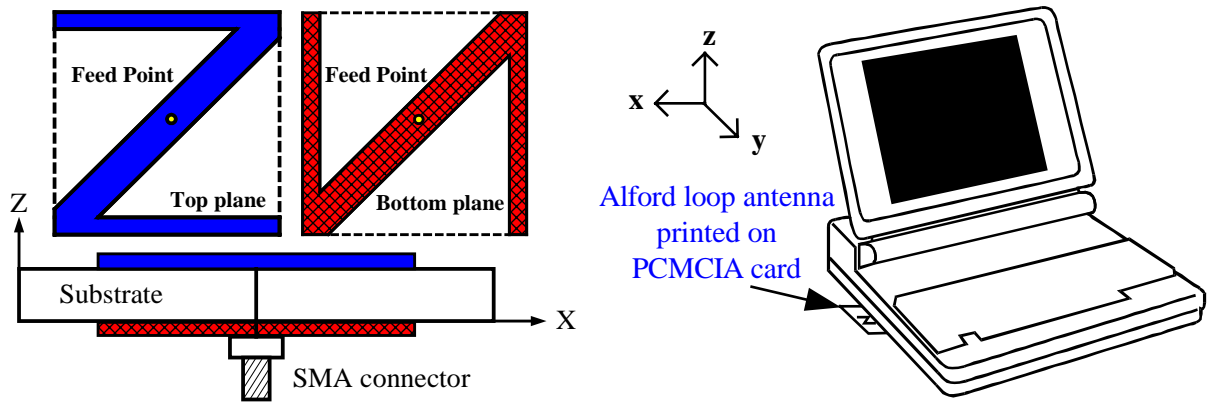 Feed Point
Top plane
Feed Point
Bottom plane
Z
Substrate
X
SMA connector
z
x
y
Alford loop antenna
printed on
PCMCIA card